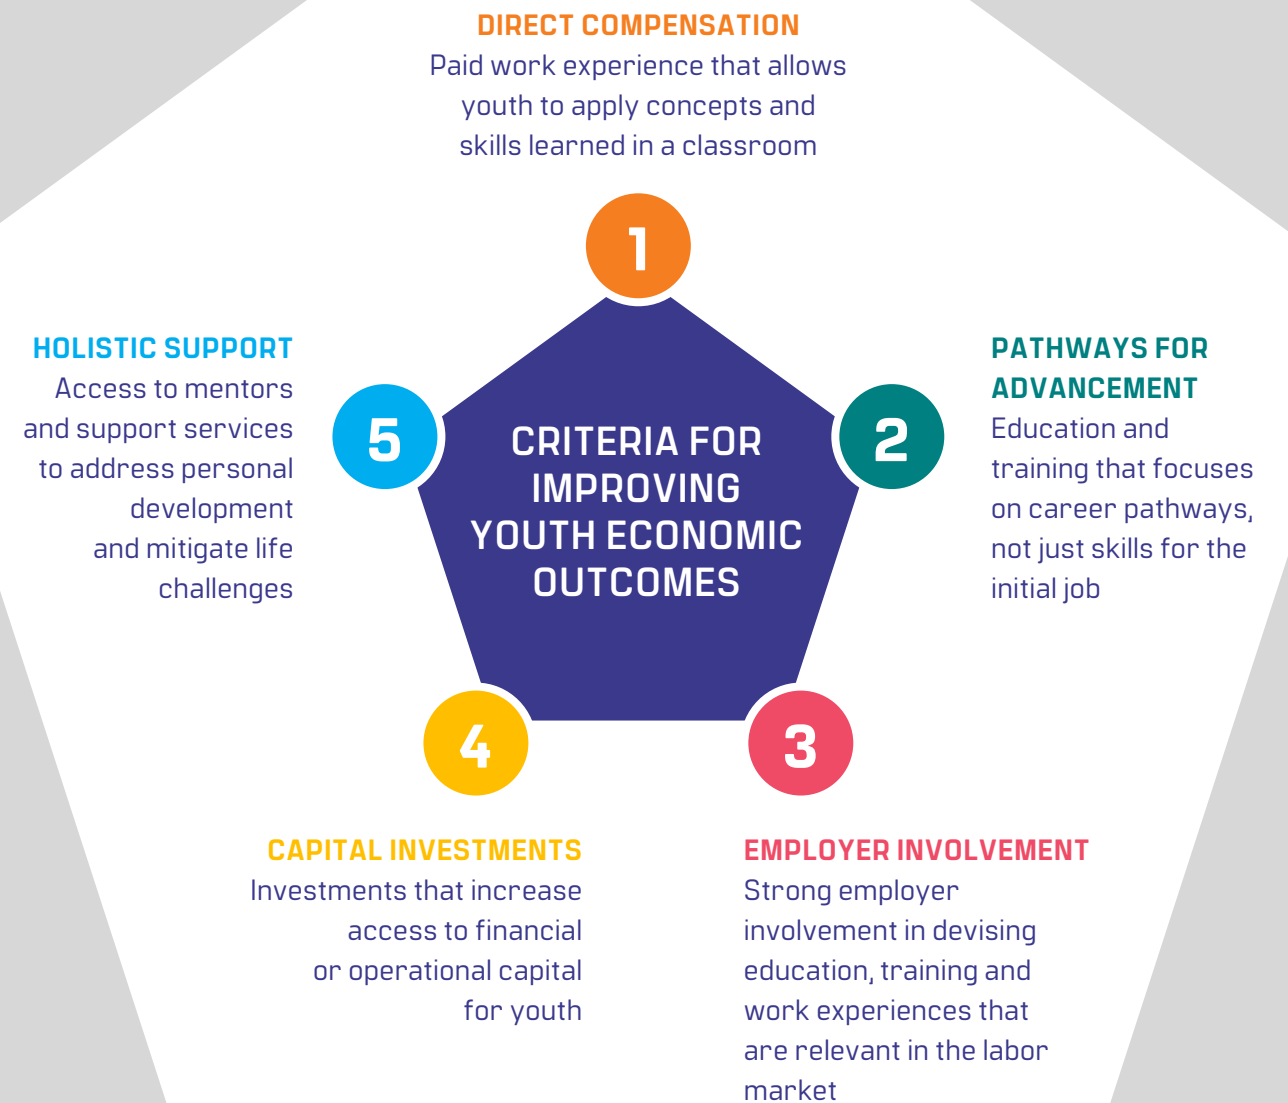 DIRECT COMPENSATION
Paid work experience that allows
youth to apply concepts and
skills learned in a classroom
1
CRITERIA FOR
IMPROVING
YOUTH ECONOMIC
OUTCOMES
2
PATHWAYS FOR
ADVANCEMENT
Education and
training that focuses
on career pathways,
not just skills for the
initial job
3
EMPLOYER INVOLVEMENT
Strong employer
involvement in devising
education, training and
work experiences that
are relevant in the labor
market
4
CAPITAL INVESTMENTS
Investments that increase
access to financial
or operational capital
for youth
5
HOLISTIC SUPPORT
Access to mentors
and support services
to address personal
development
and mitigate life
challenges